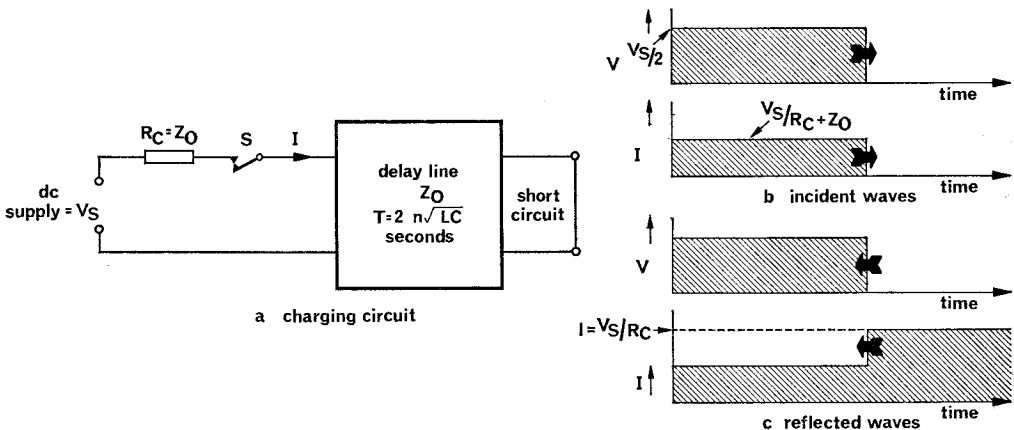 R_C = Z_O
S
I
dc
supply = V_S
delay line
Z_O
T = 2 n√LC
seconds
short
circuit
a charging circuit
V
V_S/2
time
I
V_S/R_C + Z_O
time
b incident waves
V
time
I = V_S/R_C
I
time
c reflected waves